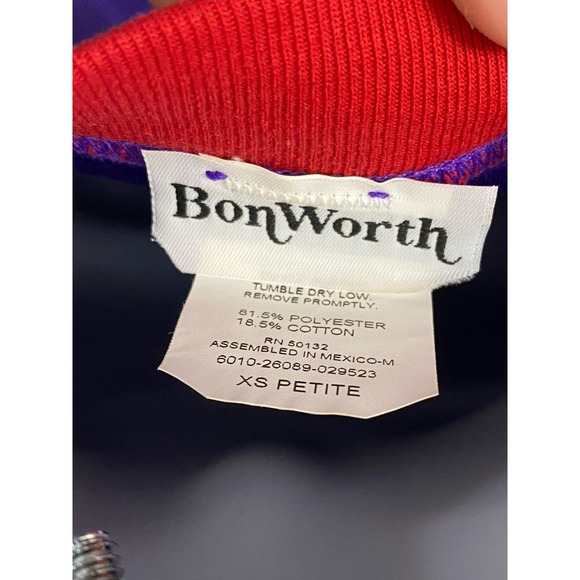 BonWorth
TUMBLE DRY LOW.
REMOVE PROMPTLY.
81.5% POLYESTER
18.5% COTTON
RN 50132
ASSEMBLED IN MEXICO-M
6010-26089-029523
XS PETITE